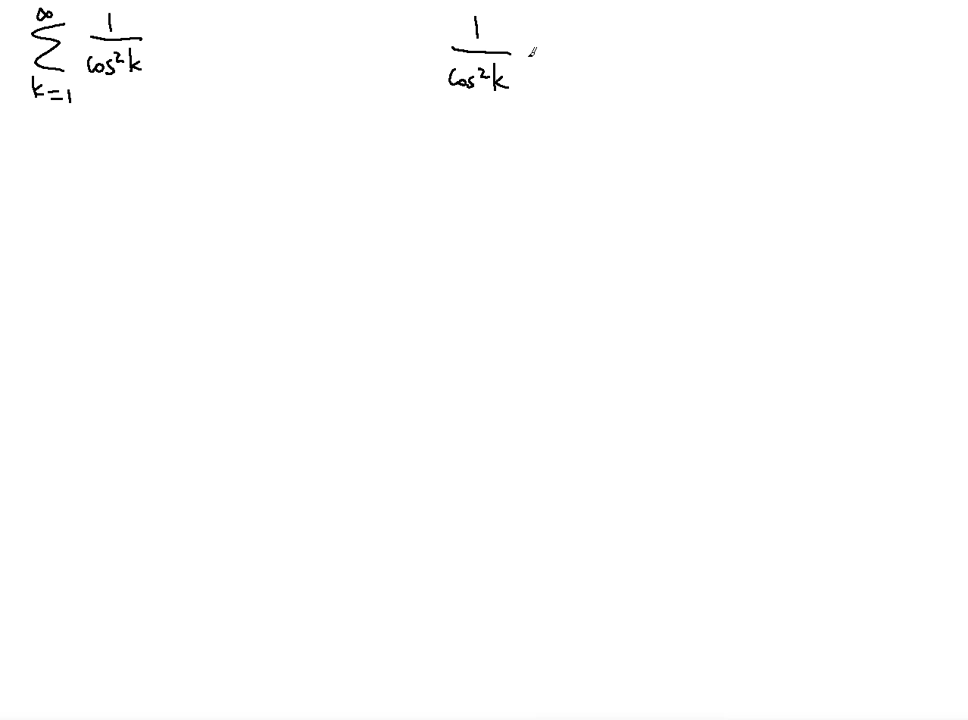 ∞
∑ 1/cos²k
k=1
1/cos²k